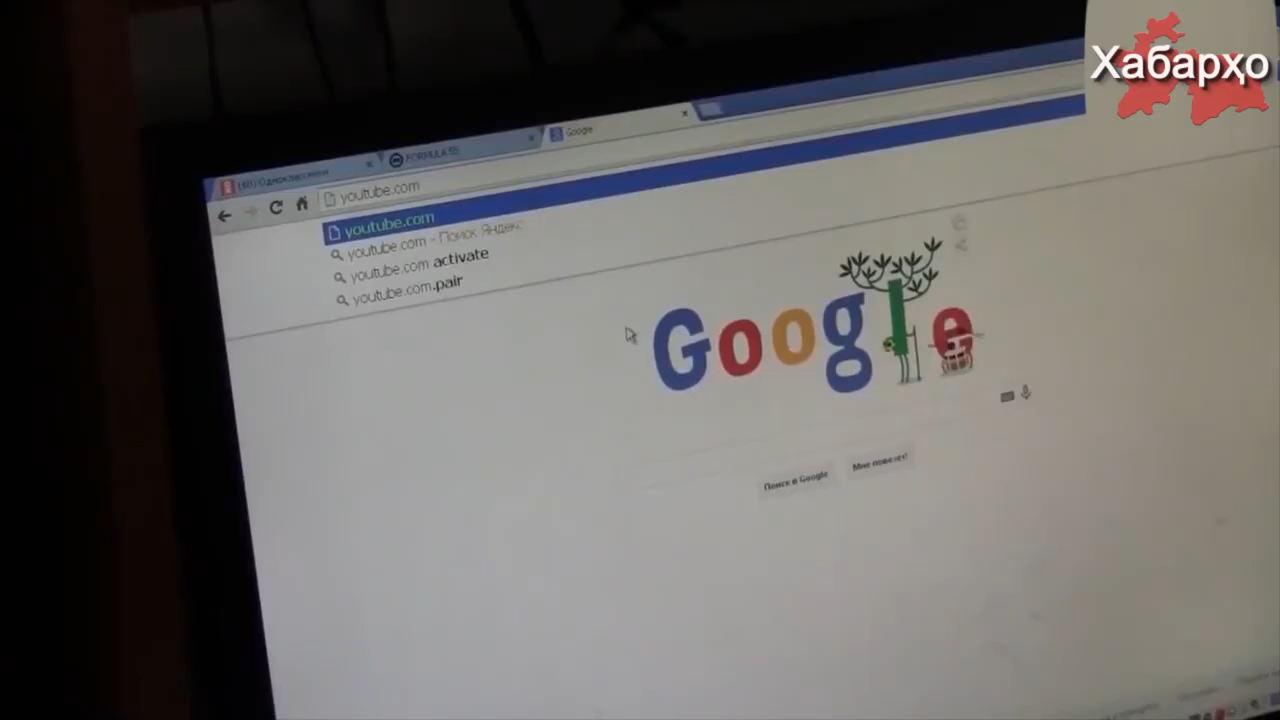 Хабарҳо
Одноклассники
FORMULA 55
Google
youtube.com
youtube.com
youtube.com - Поиск Яндекс
youtube.com activate
youtube.com.pair
Google
Поиск в Google
Мне повезёт!